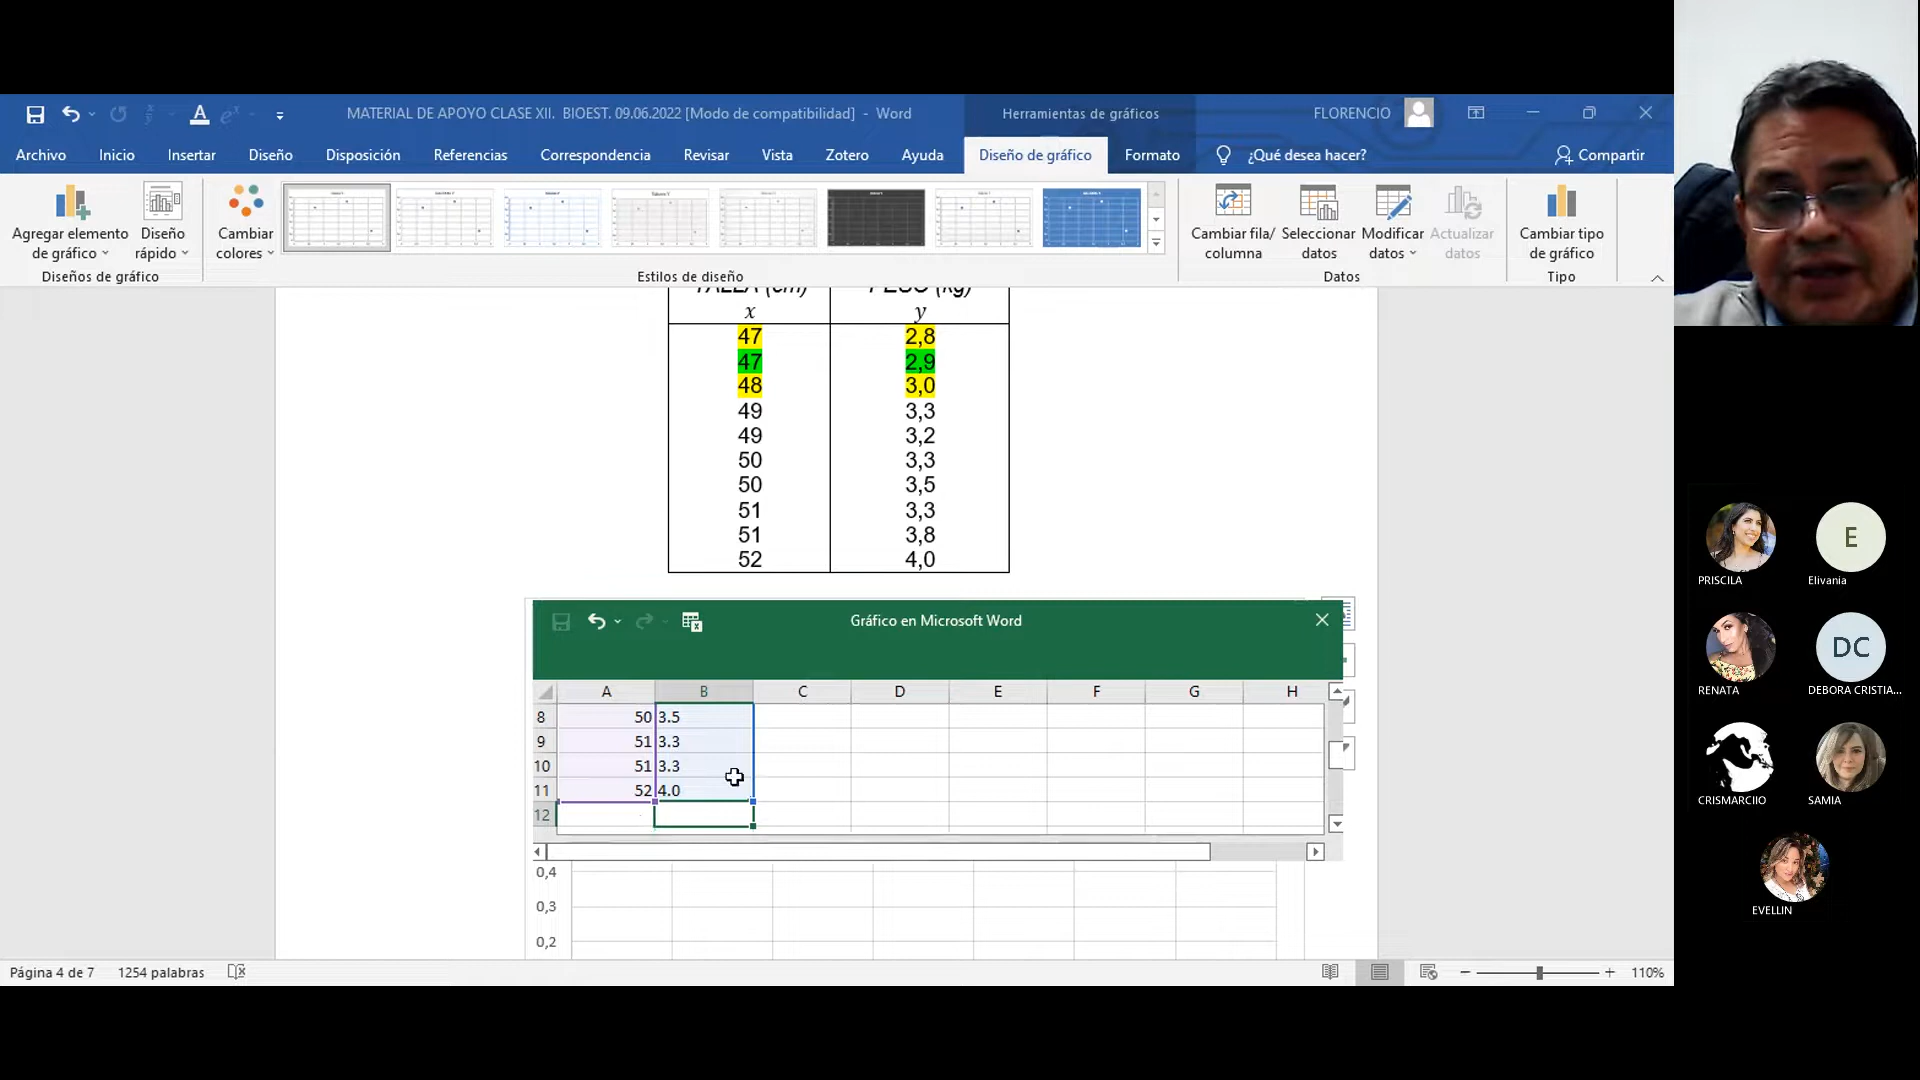 MATERIAL DE APOYO CLASE XII. BIOEST. 09.06.2022 [Modo de compatibilidad] - Word
Herramientas de gráficos
FLORENCIO
Archivo Inicio Insertar Diseño Disposición Referencias Correspondencia Revisar Vista Zotero Ayuda Diseño de gráfico Formato ¿Qué desea hacer? Compartir
Agregar elemento de gráfico
Diseño rápido
Cambiar colores
Cambiar fila/ columna
Seleccionar datos
Modificar datos
Actualizar datos
Cambiar tipo de gráfico
Diseños de gráfico
Estilos de diseño
Datos
Tipo
TALLA (cm) PESO (kg)
x y
47 2,8
47 2,9
48 3,0
49 3,3
49 3,2
50 3,3
50 3,5
51 3,3
51 3,8
52 4,0
Gráfico en Microsoft Word
A B C D E F G H
8 50 3.5
9 51 3.3
10 51 3.3
11 52 4.0
12
0,4
0,3
0,2
Página 4 de 7 1254 palabras
110%
PRISCILA
E
Elivania
RENATA
DC
DEBORA CRISTIA...
CRISMARCIIO
SAMIA
EVELLIN